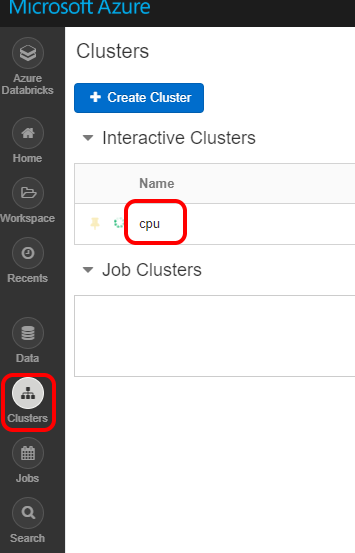 Microsoft Azure
Azure
Databricks
Home
Workspace
Recents
Data
Clusters
Jobs
Search
Clusters
+ Create Cluster
Interactive Clusters
Name
cpu
Job Clusters